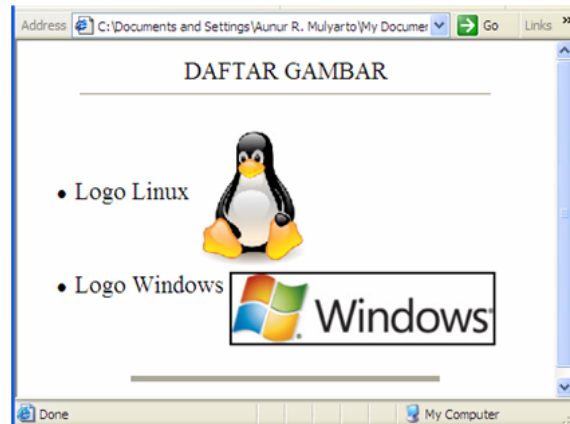 Address C:\Documents and Settings\Aunur R. Mulyarto\My Documer Go Links »
DAFTAR GAMBAR
• Logo Linux
• Logo Windows
Windows
Done My Computer